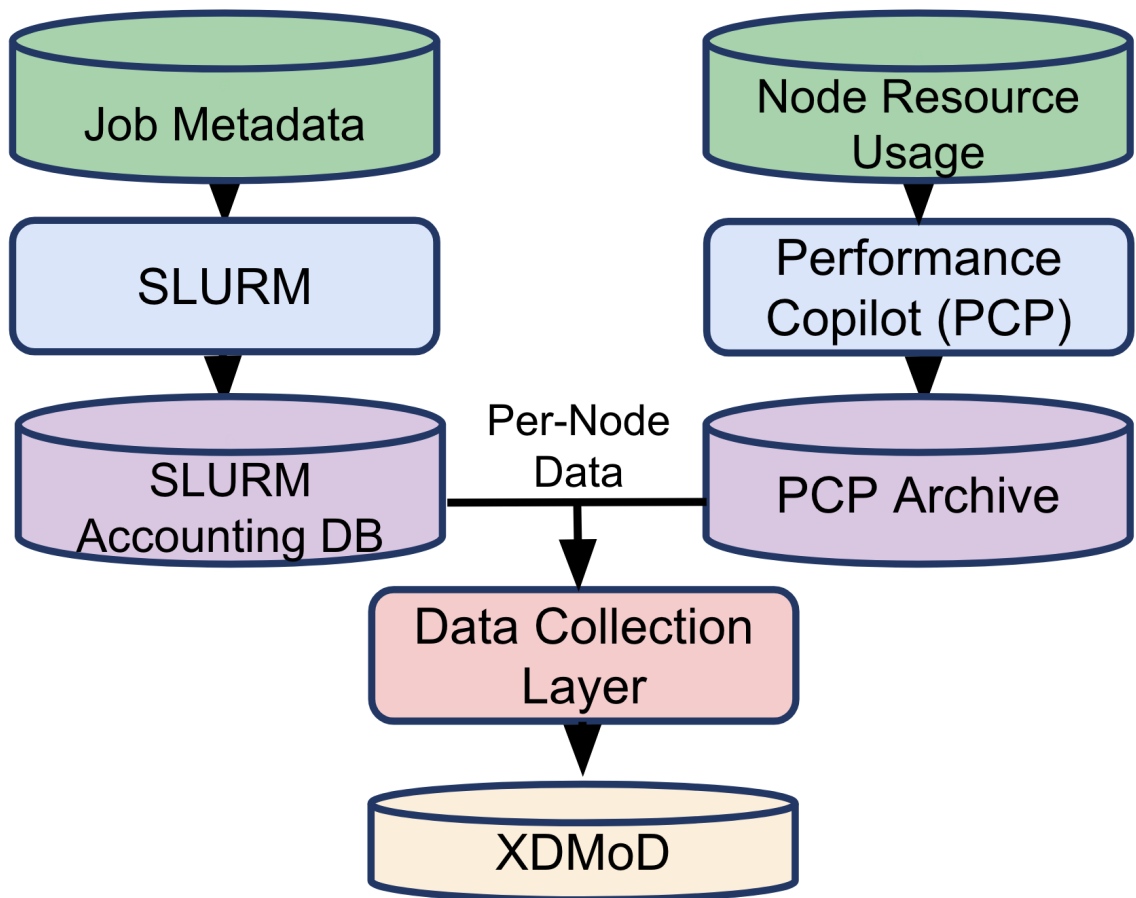 Job Metadata
Node Resource
Usage
SLURM
Performance
Copilot (PCP)
Per-Node
Data
SLURM
Accounting DB
PCP Archive
Data Collection
Layer
XDMoD